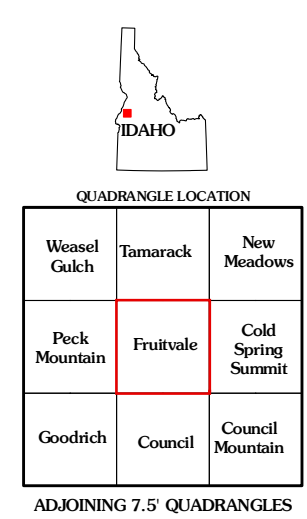 IDAHO
QUADRANGLE LOCATION
Weasel
Gulch
Tamarack
New
Meadows
Peck
Mountain
Fruitvale
Cold
Spring
Summit
Goodrich
Council
Council
Mountain
ADJOINING 7.5' QUADRANGLES